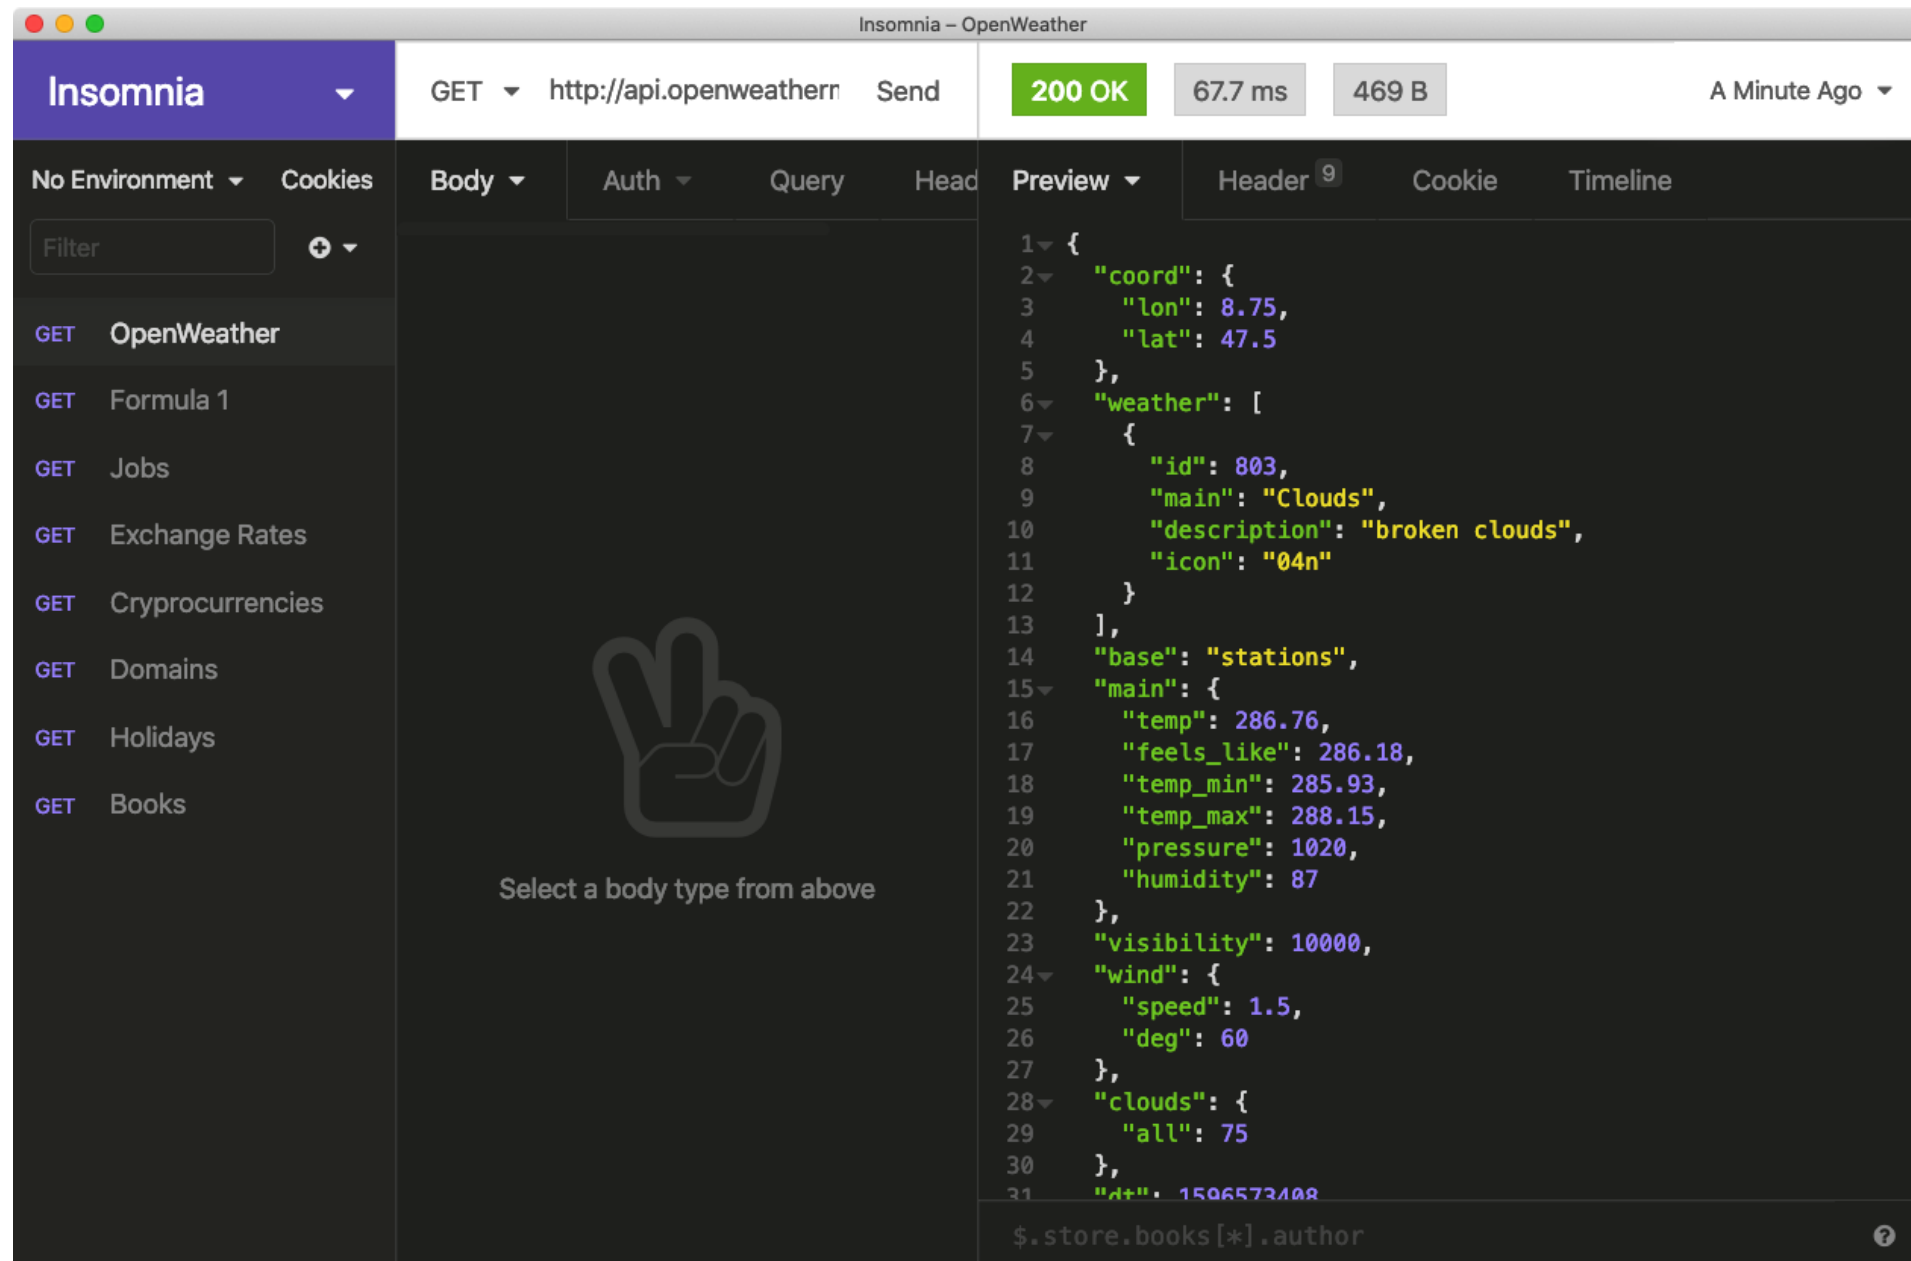 Insomnia – OpenWeather
Insomnia
GET http://api.openweatherm Send
200 OK 67.7 ms 469 B A Minute Ago
No Environment Cookies
Body Auth Query Head
Preview Header 9 Cookie Timeline
Filter
GET OpenWeather
GET Formula 1
GET Jobs
GET Exchange Rates
GET Cryprocurrencies
GET Domains
GET Holidays
GET Books
Select a body type from above
1 {
2 "coord": {
3 "lon": 8.75,
4 "lat": 47.5
5 },
6 "weather": [
7 {
8 "id": 803,
9 "main": "Clouds",
10 "description": "broken clouds",
11 "icon": "04n"
12 }
13 ],
14 "base": "stations",
15 "main": {
16 "temp": 286.76,
17 "feels_like": 286.18,
18 "temp_min": 285.93,
19 "temp_max": 288.15,
20 "pressure": 1020,
21 "humidity": 87
22 },
23 "visibility": 10000,
24 "wind": {
25 "speed": 1.5,
26 "deg": 60
27 },
28 "clouds": {
29 "all": 75
30 },
31 "dt": 1596573408
$.store.books[*].author